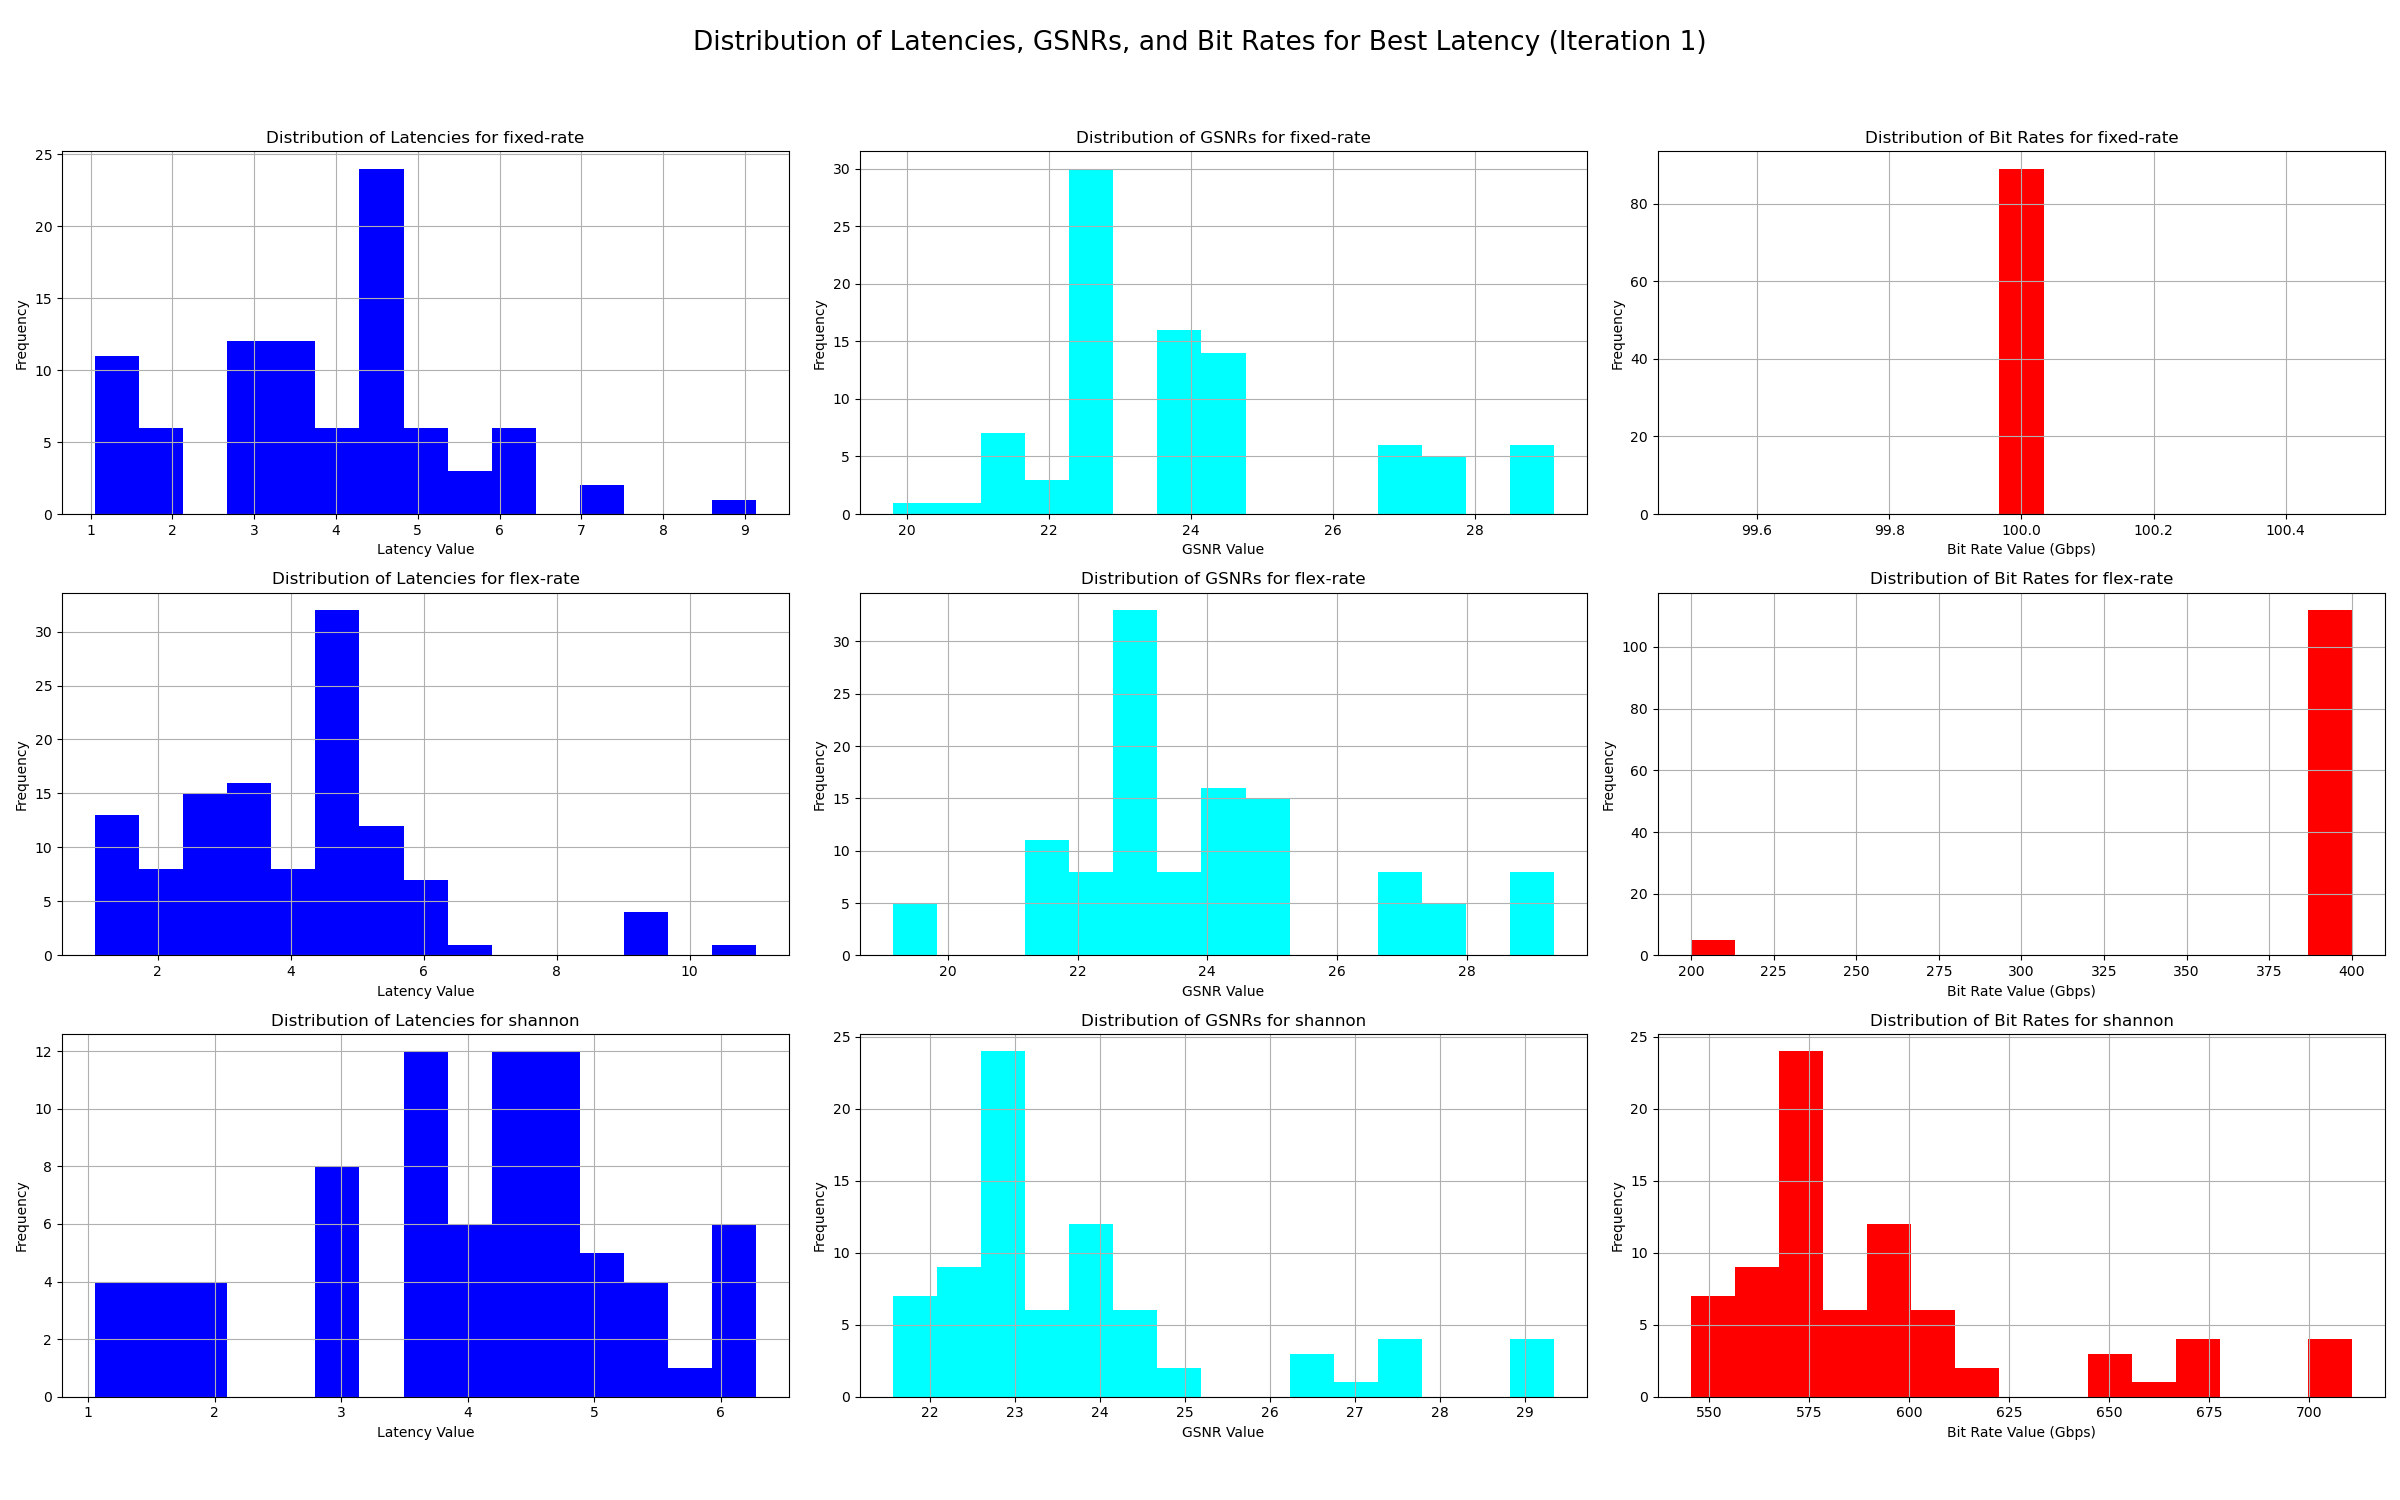 Distribution of Latencies, GSNRs, and Bit Rates for Best Latency (Iteration 1)
Distribution of Latencies for fixed-rate
Frequency
25
20
15
10
5
0
1 2 3 4 5 6 7 8 9
Latency Value
Distribution of GSNRs for fixed-rate
Frequency
30
25
20
15
10
5
0
20 22 24 26 28
GSNR Value
Distribution of Bit Rates for fixed-rate
Frequency
80
60
40
20
0
99.6 99.8 100.0 100.2 100.4
Bit Rate Value (Gbps)
Distribution of Latencies for flex-rate
Frequency
30
25
20
15
10
5
0
2 4 6 8 10
Latency Value
Distribution of GSNRs for flex-rate
Frequency
30
25
20
15
10
5
0
20 22 24 26 28
GSNR Value
Distribution of Bit Rates for flex-rate
Frequency
100
80
60
40
20
0
200 225 250 275 300 325 350 375 400
Bit Rate Value (Gbps)
Distribution of Latencies for shannon
Frequency
12
10
8
6
4
2
0
1 2 3 4 5 6
Latency Value
Distribution of GSNRs for shannon
Frequency
25
20
15
10
5
0
22 23 24 25 26 27 28 29
GSNR Value
Distribution of Bit Rates for shannon
Frequency
25
20
15
10
5
0
550 575 600 625 650 675 700
Bit Rate Value (Gbps)